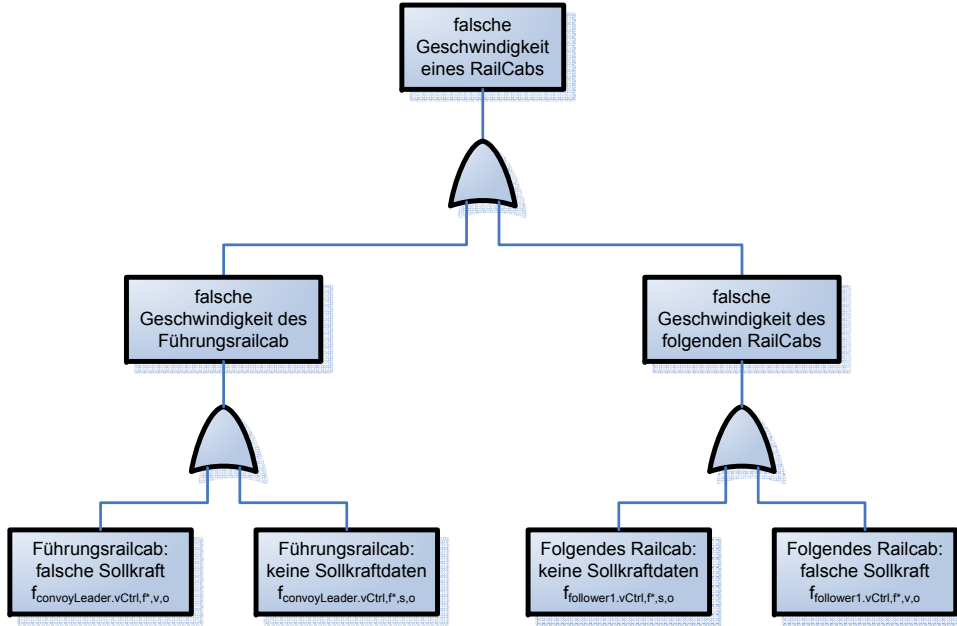 falsche
Geschwindigkeit
eines RailCabs
falsche
Geschwindigkeit des
Führungsrailcab
falsche
Geschwindigkeit des
folgenden RailCabs
Führungsrailcab:
falsche Sollkraft
fconvoyLeader.vCtrl,f*,v,o
Führungsrailcab:
keine Sollkraftdaten
fconvoyLeader.vCtrl,f*,s,o
Folgendes Railcab:
keine Sollkraftdaten
ffollower1.vCtrl,f*,s,o
Folgendes Railcab:
falsche Sollkraft
ffollower1.vCtrl,f*,v,o